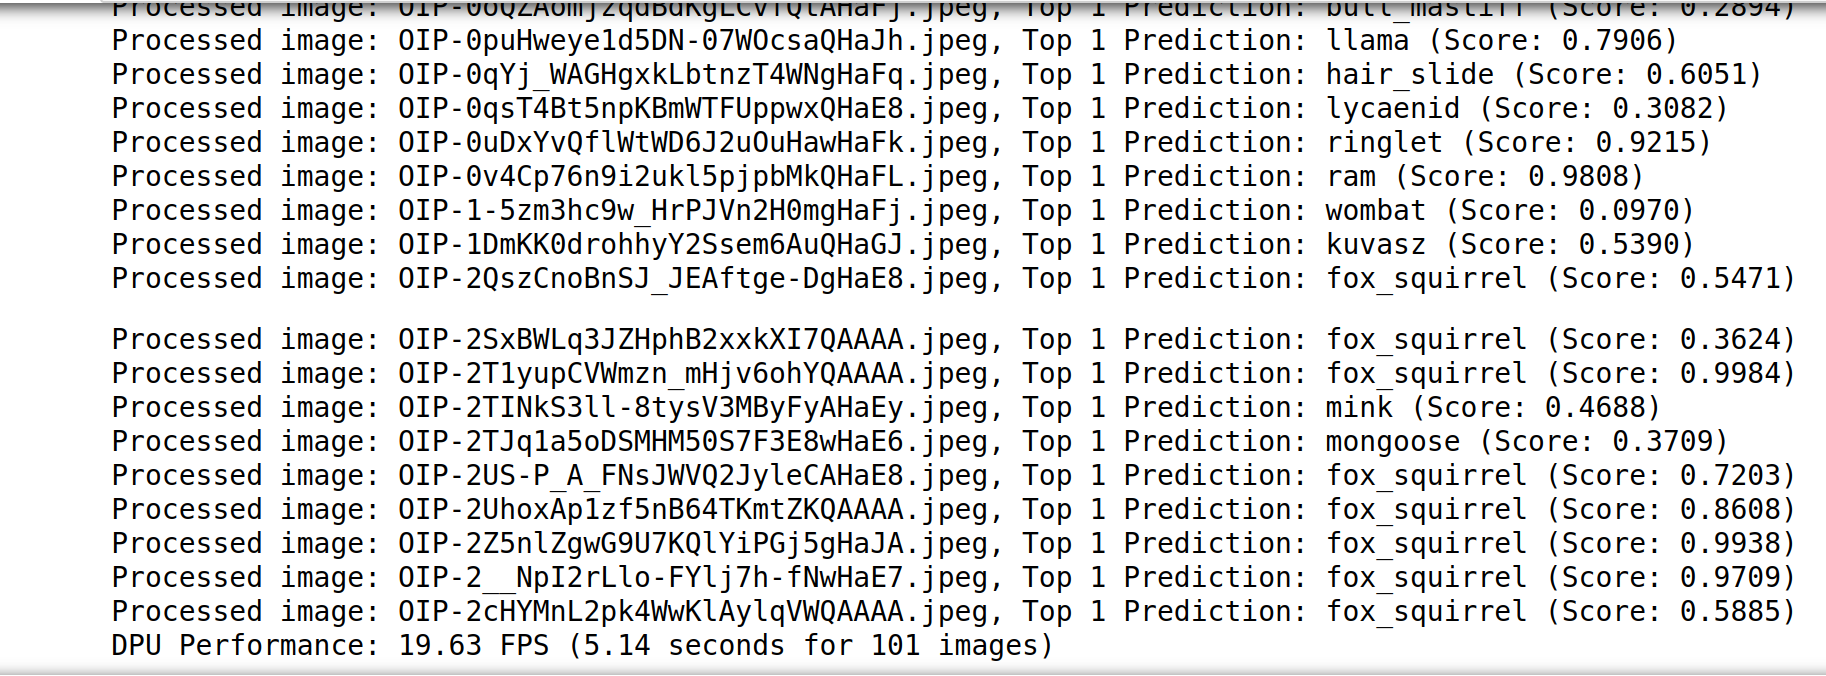 Processed image: OIP-0oQZAomjzqdBdKgLCvfQtAHaFj.jpeg, Top 1 Prediction: bull_mastiff (Score: 0.2894)
Processed image: OIP-0puHweye1d5DN-07WOcsaQHaJh.jpeg, Top 1 Prediction: llama (Score: 0.7906)
Processed image: OIP-0qYj_WAGHgxkLbtnzT4WNgHaFq.jpeg, Top 1 Prediction: hair_slide (Score: 0.6051)
Processed image: OIP-0qsT4Bt5npKBmWTFUppwxQHaE8.jpeg, Top 1 Prediction: lycaenid (Score: 0.3082)
Processed image: OIP-0uDxYvQflWtWD6J2uOuHawHaFk.jpeg, Top 1 Prediction: ringlet (Score: 0.9215)
Processed image: OIP-0v4Cp76n9i2ukl5pjpbMkQHaFL.jpeg, Top 1 Prediction: ram (Score: 0.9808)
Processed image: OIP-1-5zm3hc9w_HrPJVn2H0mgHaFj.jpeg, Top 1 Prediction: wombat (Score: 0.0970)
Processed image: OIP-1DmKK0drohhyY2Ssem6AuQHaGJ.jpeg, Top 1 Prediction: kuvasz (Score: 0.5390)
Processed image: OIP-2QszCnoBnSJ_JEAftge-DgHaE8.jpeg, Top 1 Prediction: fox_squirrel (Score: 0.5471)
Processed image: OIP-2SxBWLq3JZHphB2xxkXI7QAAAA.jpeg, Top 1 Prediction: fox_squirrel (Score: 0.3624)
Processed image: OIP-2T1yupCVWmzn_mHjv6ohYQAAAA.jpeg, Top 1 Prediction: fox_squirrel (Score: 0.9984)
Processed image: OIP-2TINkS3ll-8tysV3MByFyAHaEy.jpeg, Top 1 Prediction: mink (Score: 0.4688)
Processed image: OIP-2TJq1a5oDSMHM50S7F3E8wHaE6.jpeg, Top 1 Prediction: mongoose (Score: 0.3709)
Processed image: OIP-2US-P_A_FNsJWVQ2JyleCAHaE8.jpeg, Top 1 Prediction: fox_squirrel (Score: 0.7203)
Processed image: OIP-2UhoxAp1zf5nB64TKmtZKQAAAA.jpeg, Top 1 Prediction: fox_squirrel (Score: 0.8608)
Processed image: OIP-2Z5nlZgwG9U7KQlYiPGj5gHaJA.jpeg, Top 1 Prediction: fox_squirrel (Score: 0.9938)
Processed image: OIP-2__NpI2rLlo-FYlj7h-fNwHaE7.jpeg, Top 1 Prediction: fox_squirrel (Score: 0.9709)
Processed image: OIP-2cHYMnL2pk4WwKlAylqVWQAAAA.jpeg, Top 1 Prediction: fox_squirrel (Score: 0.5885)
DPU Performance: 19.63 FPS (5.14 seconds for 101 images)